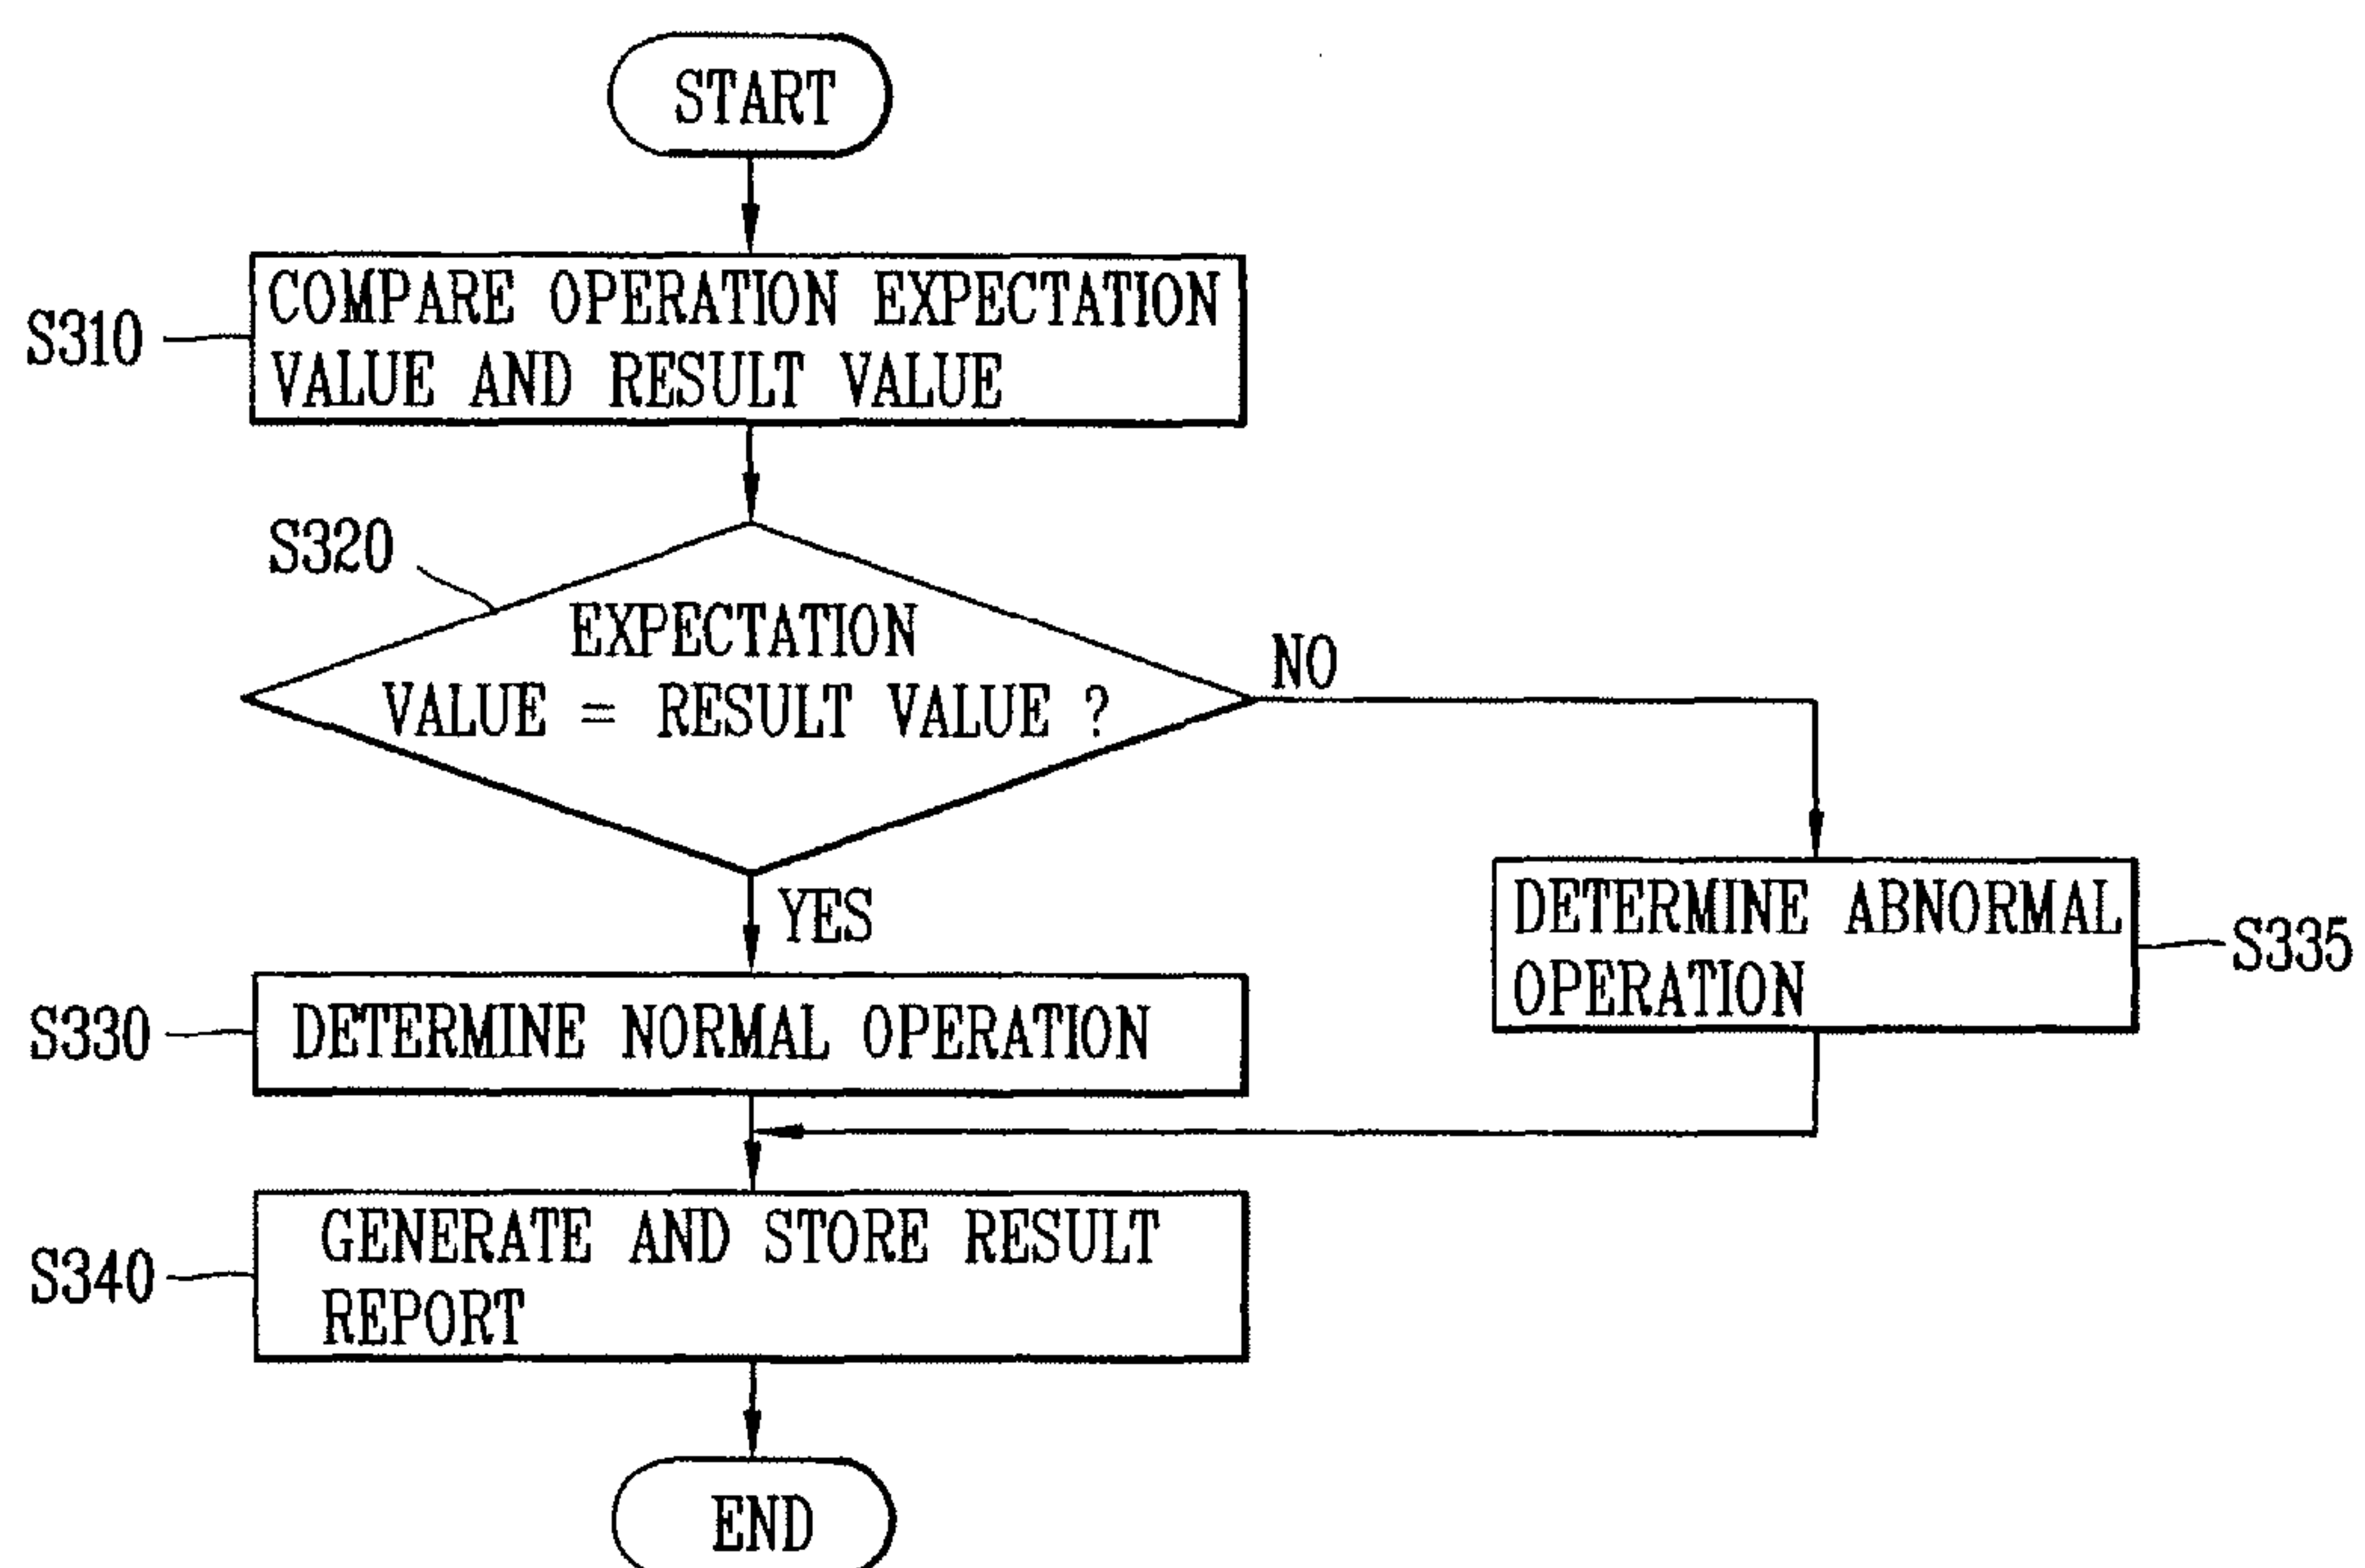 START
S310
COMPARE OPERATION EXPECTATION
VALUE AND RESULT VALUE
S320
EXPECTATION
VALUE = RESULT VALUE ?
NO
YES
DETERMINE ABNORMAL
OPERATION
S335
S330
DETERMINE NORMAL OPERATION
S340
GENERATE AND STORE RESULT
REPORT
END